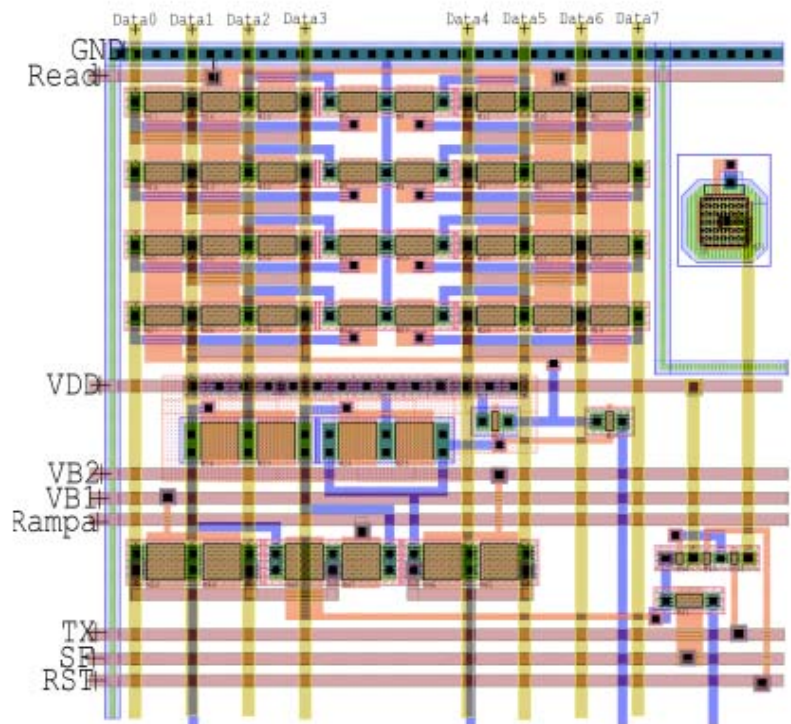 Data0 Data1 Data2 Data3 Data4 Data5 Data6 Data7
GND
Read
VDD
VB2
VB1
Rampa
TX
SF
RST